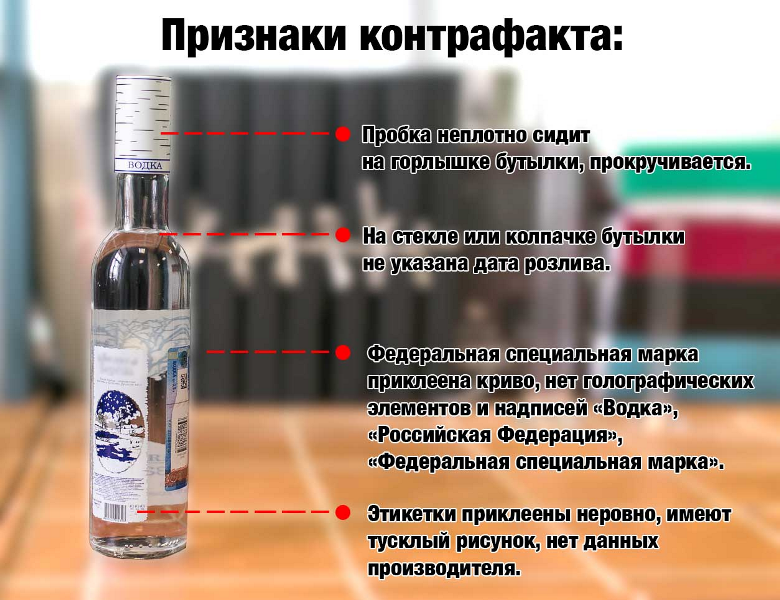 Признаки контрафакта:
Пробка неплотно сидит
на горлышке бутылки, прокручивается.
ВОДКА
На стекле или колпачке бутылки
не указана дата розлива.
Федеральная специальная марка
приклеена криво, нет голографических
элементов и надписей «Водка»,
«Российская Федерация»,
«Федеральная специальная марка».
Этикетки приклеены неровно, имеют
тусклый рисунок, нет данных
производителя.